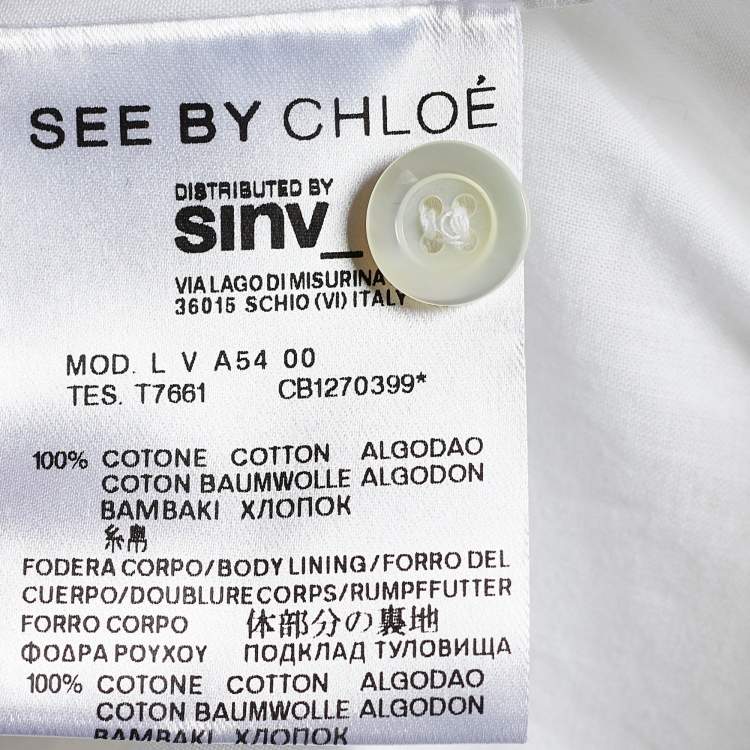 SEE BY CHLOÉ
DISTRIBUTED BY
sinv_
VIA LAGO DI MISURINA
36015 SCHIO (VI) ITALY
MOD. L V A54 00
TES. T7661 CB1270399*
100% COTONE COTTON ALGODAO
COTON BAUMWOLLE ALGODON
BAMBAKI ХЛОПОК
FODERA CORPO/BODY LINING/FORRO DEL
CUERPO/DOUBLURE CORPS/RUMPFFUTTER
FORRO CORPO 体部分の裏地
ΦΟΔΡΑ ΡΟΥΧΟΥ ПОДКЛАД ТУЛОВИЩА
100% COTONE COTTON ALGODAO
COTON BAUMWOLLE ALGODON
BAMBAKI ХЛОПОК